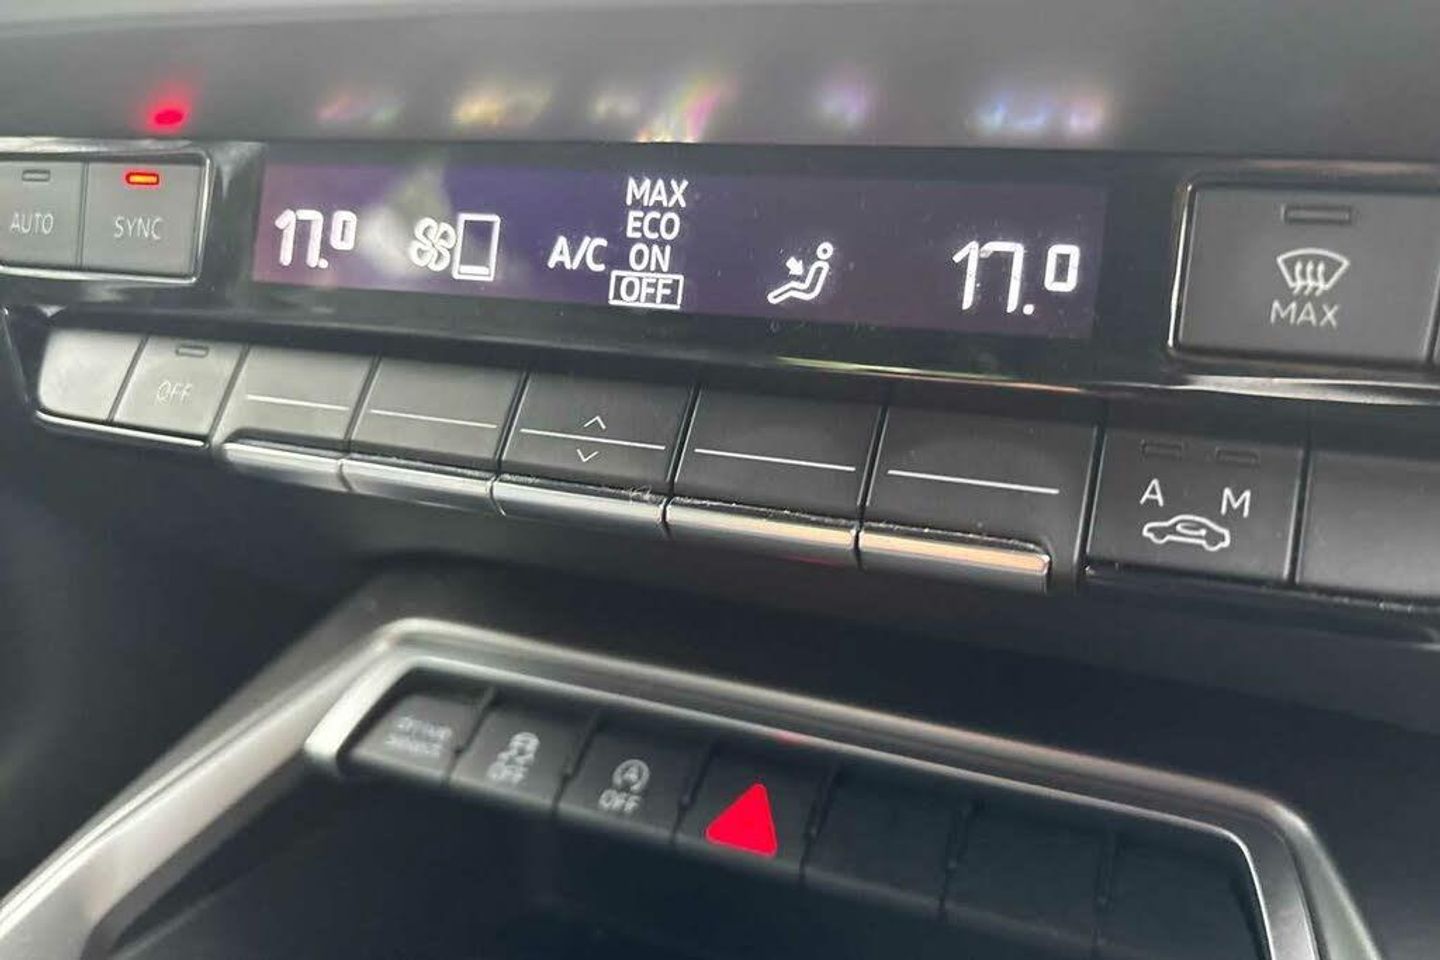 AUTO
SYNC
17.0
A/C
MAX
ECO
ON
OFF
17.0
MAX
OFF
A M
OFF
OFF